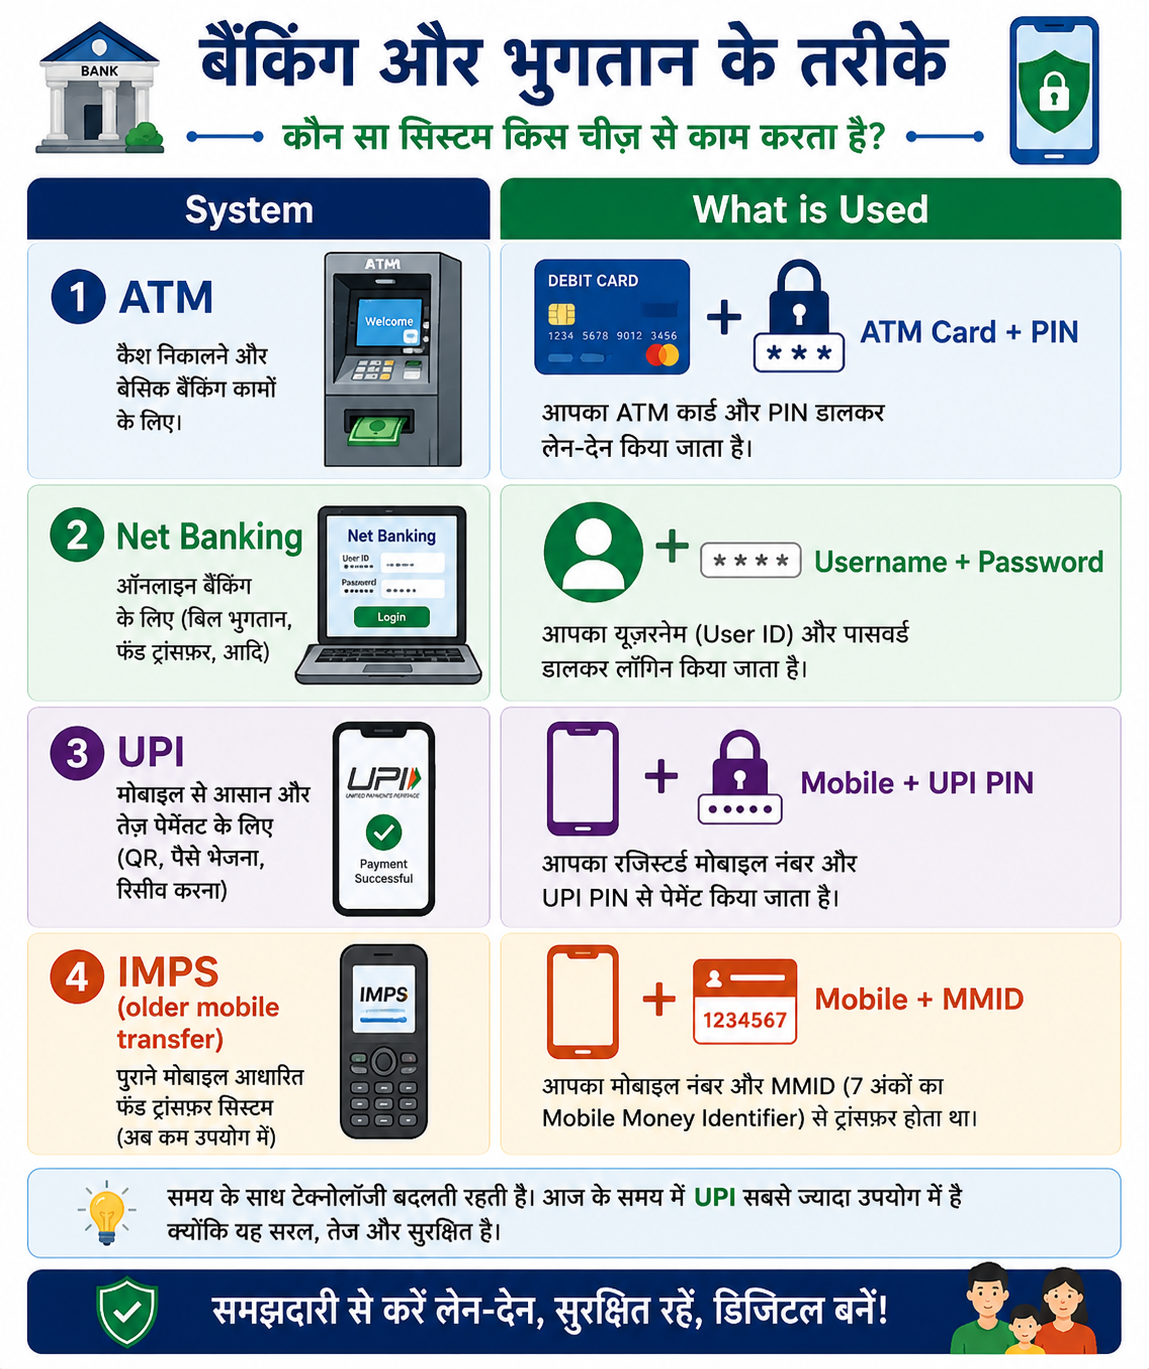 BANK
बैंकिंग और भुगतान के तरीके
कौन सा सिस्टम किस चीज़ से काम करता है?
System
What is Used
1 ATM
कैश निकालने और
बेसिक बैंकिंग कामों
के लिए।
ATM
Welcome
DEBIT CARD
1234 5678 9012 3456
+
***
ATM Card + PIN
आपका ATM कार्ड और PIN डालकर
लेन-देन किया जाता है।
2 Net Banking
ऑनलाइन बैंकिंग
के लिए (बिल भुगतान,
फंड ट्रांसफ़र, आदि)
Net Banking
User ID
Password
Login
+
****
Username + Password
आपका यूज़रनेम (User ID) और पासवर्ड
डालकर लॉगिन किया जाता है।
3 UPI
मोबाइल से आसान और
तेज़ पेमेंतट के लिए
(QR, पैसे भेजना,
रिसीव करना)
UPI
Payment
Successful
+
Mobile + UPI PIN
आपका रजिस्टर्ड मोबाइल नंबर और
UPI PIN से पेमेंट किया जाता है।
4 IMPS
(older mobile
transfer)
पुराने मोबाइल आधारित
फंड ट्रांसफ़र सिस्टम
(अब कम उपयोग में)
IMPS
+
1234567
Mobile + MMID
आपका मोबाइल नंबर और MMID (7 अंकों का
Mobile Money Identifier) से ट्रांसफ़र होता था।
समय के साथ टेक्नोलॉजी बदलती रहती है। आज के समय में UPI सबसे ज्यादा उपयोग में है
क्योंकि यह सरल, तेज और सुरक्षित है।
समझदारी से करें लेन-देन, सुरक्षित रहें, डिजिटल बनें!